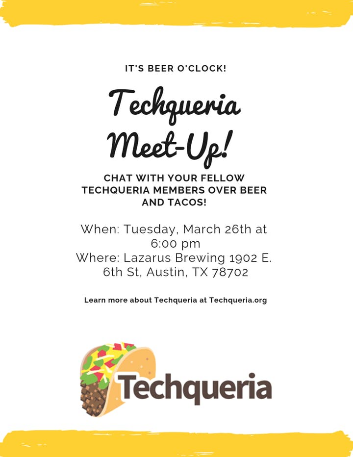 IT'S BEER O'CLOCK!
Techqueria
Meet-Up!
CHAT WITH YOUR FELLOW
TECHQUERIA MEMBERS OVER BEER
AND TACOS!
When: Tuesday, March 26th at
6:00 pm
Where: Lazarus Brewing 1902 E.
6th St, Austin, TX 78702
Learn more about Techqueria at Techqueria.org
Techqueria